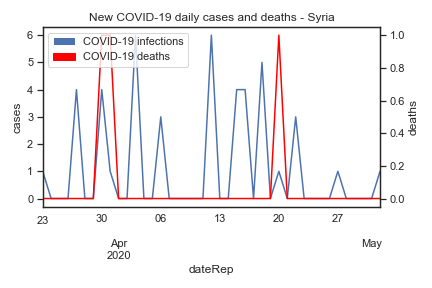 New COVID-19 daily cases and deaths - Syria
COVID-19 infections
COVID-19 deaths
cases
6
5
4
3
2
1
0
deaths
1.0
0.8
0.6
0.4
0.2
0.0
23 30 06 13 20 27
Apr May
2020
dateRep